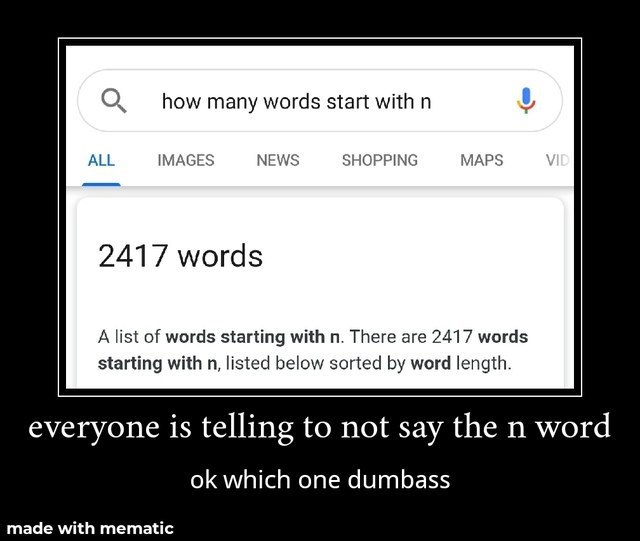 how many words start with n
ALL IMAGES NEWS SHOPPING MAPS VID
2417 words
A list of words starting with n. There are 2417 words
starting with n, listed below sorted by word length.
everyone is telling to not say the n word
ok which one dumbass
made with mematic